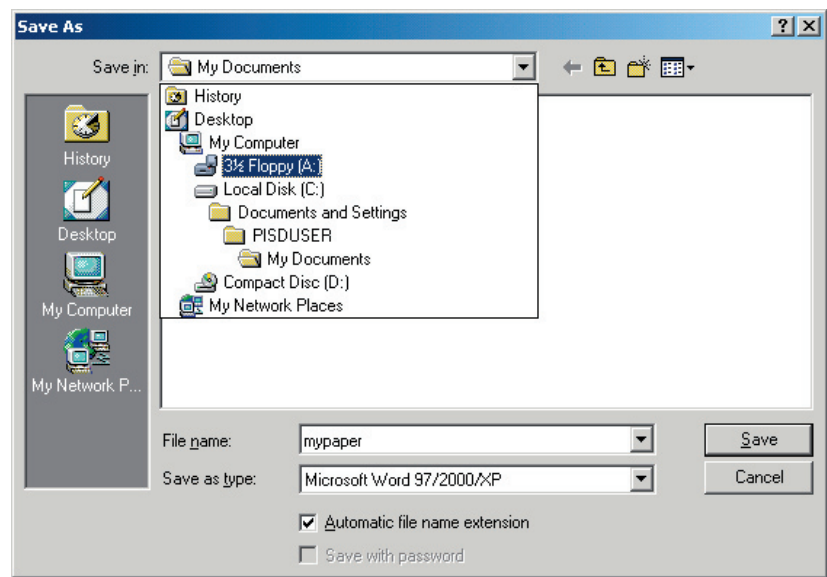 Save As
Save in:
My Documents
History
Desktop
My Computer
3½ Floppy (A:)
Local Disk (C:)
Documents and Settings
PISDUSER
My Documents
Compact Disc (D:)
My Network Places
History
Desktop
My Computer
My Network P...
File name:
mypaper
Save
Save as type:
Microsoft Word 97/2000/XP
Cancel
Automatic file name extension
Save with password